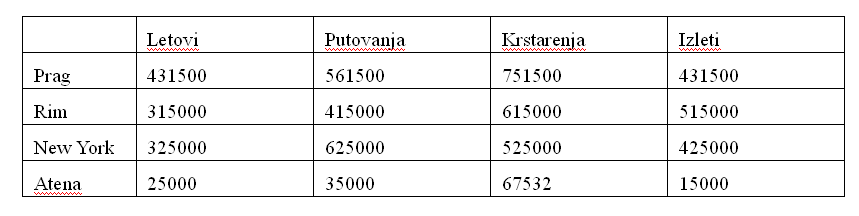 Letovi Putovanja Krstarenja Izleti
Prag 431500 561500 751500 431500
Rim 315000 415000 615000 515000
New York 325000 625000 525000 425000
Atena 25000 35000 67532 15000